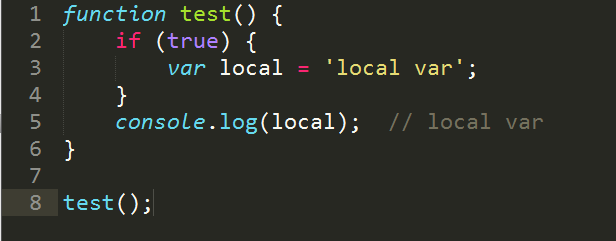 1 function test() {
2     if (true) {
3         var local = 'local var';
4     }
5     console.log(local);  // local var
6 }
7
8 test();